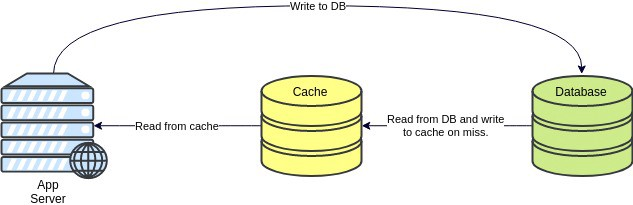 Write to DB
Cache
Database
Read from cache
Read from DB and write
to cache on miss.
App
Server